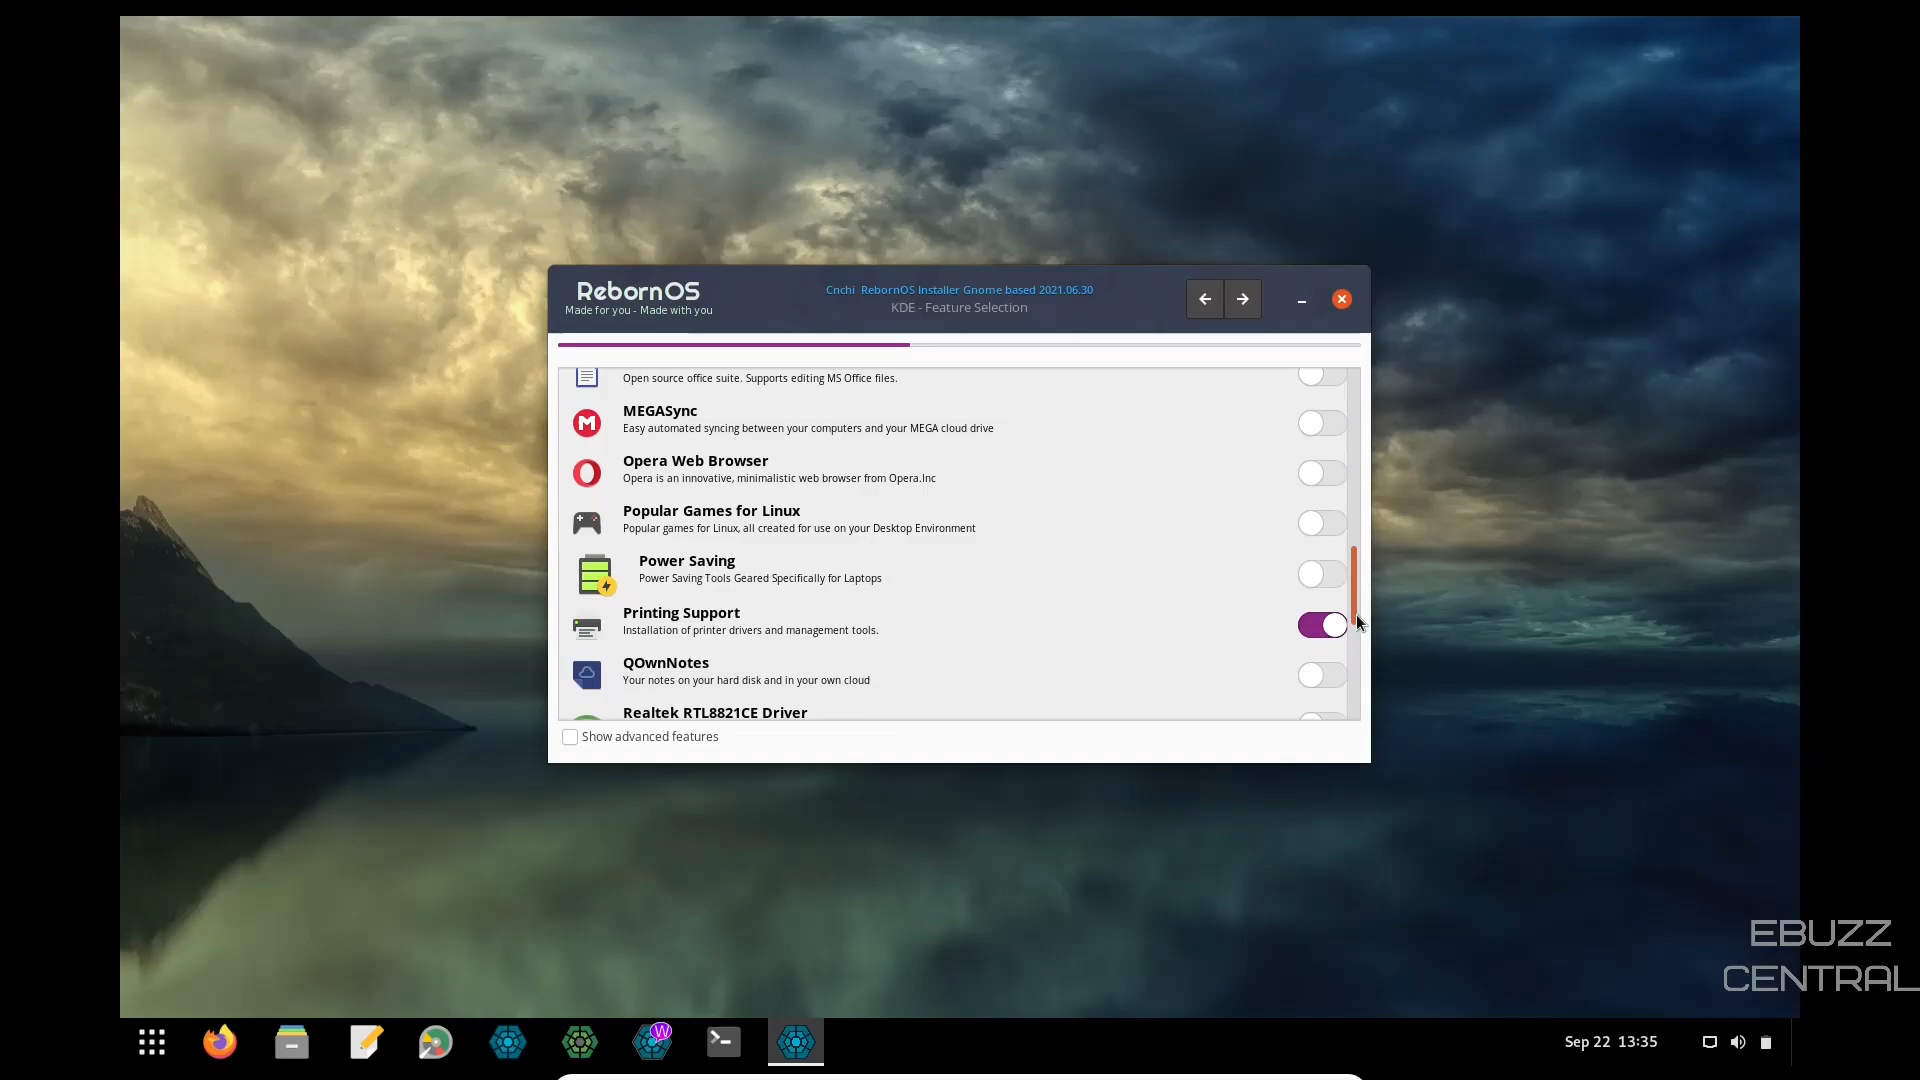 RebornOS
Made for you - Made with you
Cnchi RebornOS Installer Gnome based 2021.06.30
KDE - Feature Selection
Open source office suite. Supports editing MS Office files.
MEGASync
Easy automated syncing between your computers and your MEGA cloud drive
Opera Web Browser
Opera is an innovative, minimalistic web browser from Opera.Inc
Popular Games for Linux
Popular games for Linux, all created for use on your Desktop Environment
Power Saving
Power Saving Tools Geared Specifically for Laptops
Printing Support
Installation of printer drivers and management tools.
QOwnNotes
Your notes on your hard disk and in your own cloud
Realtek RTL8821CE Driver
Show advanced features
EBUZZ
CENTRAL
W
Sep 22 13:35